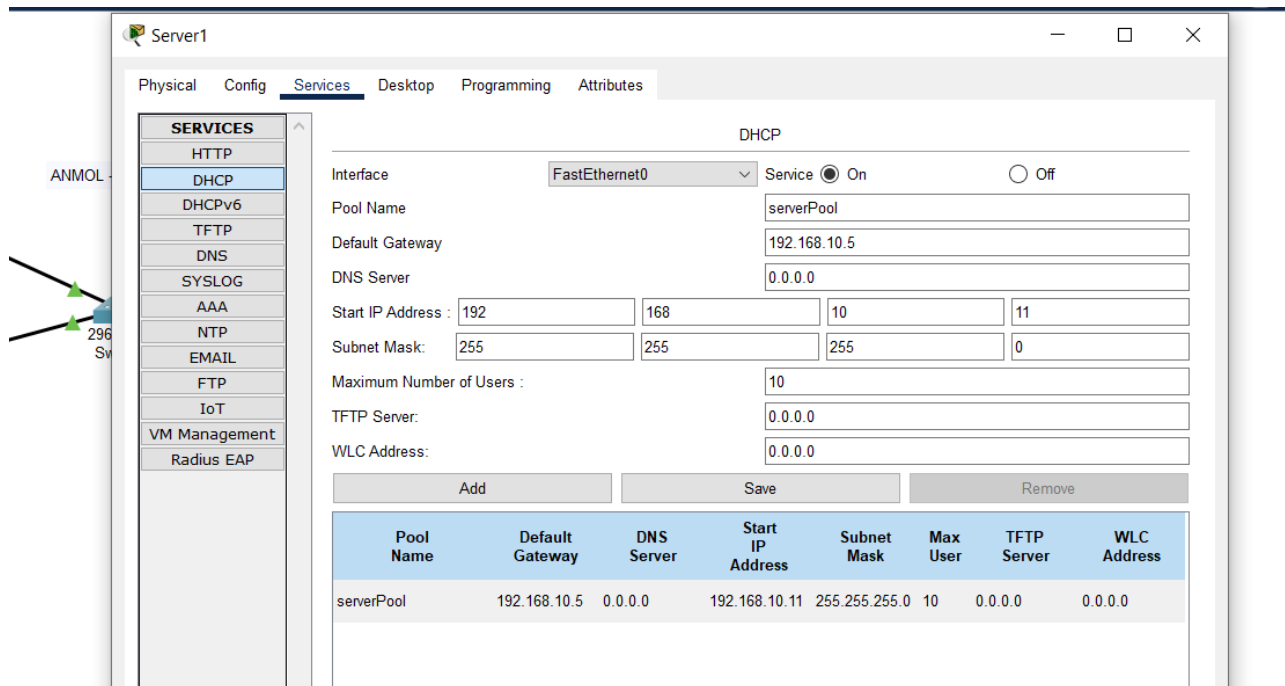 Server1
Physical Config Services Desktop Programming Attributes
SERVICES
HTTP
DHCP
DHCPv6
TFTP
DNS
SYSLOG
AAA
NTP
EMAIL
FTP
IoT
VM Management
Radius EAP
ANMOL -
296
Sw
DHCP
Interface FastEthernet0 Service On Off
Pool Name serverPool
Default Gateway 192.168.10.5
DNS Server 0.0.0.0
Start IP Address : 192 168 10 11
Subnet Mask: 255 255 255 0
Maximum Number of Users : 10
TFTP Server: 0.0.0.0
WLC Address: 0.0.0.0
Add Save Remove
Pool Name Default Gateway DNS Server Start IP Address Subnet Mask Max User TFTP Server WLC Address
serverPool 192.168.10.5 0.0.0.0 192.168.10.11 255.255.255.0 10 0.0.0.0 0.0.0.0